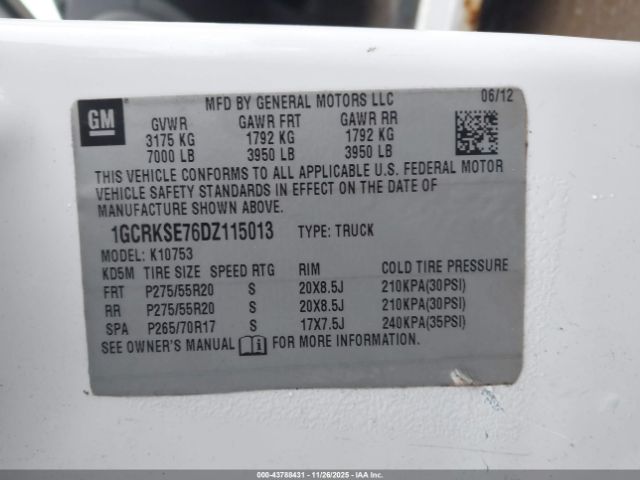 GM
MFD BY GENERAL MOTORS LLC 06/12
GVWR GAWR FRT GAWR RR
3175 KG 1792 KG 1792 KG
7000 LB 3950 LB 3950 LB
THIS VEHICLE CONFORMS TO ALL APPLICABLE U.S. FEDERAL MOTOR
VEHICLE SAFETY STANDARDS IN EFFECT ON THE DATE OF
MANUFACTURE SHOWN ABOVE.
1GCRKSE76DZ115013 TYPE: TRUCK
MODEL: K10753
KD5M TIRE SIZE SPEED RTG RIM COLD TIRE PRESSURE
FRT P275/55R20 S 20X8.5J 210KPA(30PSI)
RR P275/55R20 S 20X8.5J 210KPA(30PSI)
SPA P265/70R17 S 17X7.5J 240KPA(35PSI)
SEE OWNER'S MANUAL FOR MORE INFORMATION.
000-43788431 - 11/26/2025 - IAAI.COM